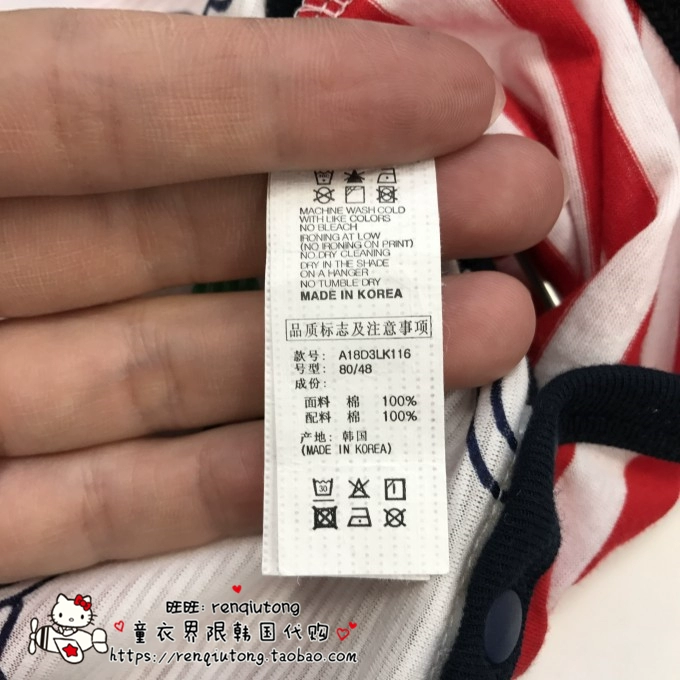 MACHINE WASH COLD
WITH LIKE COLORS
NO BLEACH
IRONING AT LOW
(NO IRONING ON PRINT)
NO DRY CLEANING
DRY IN THE SHADE
ON A HANGER
NO TUMBLE DRY
MADE IN KOREA
品质标志及注意事项
款号: A18D3LK116
号型: 80/48
成份:
面料 棉 100%
配料 棉 100%
产地: 韩国
(MADE IN KOREA)
30
旺旺: renqiutong
童衣界限韩国代购
https://renqiutong.taobao.com